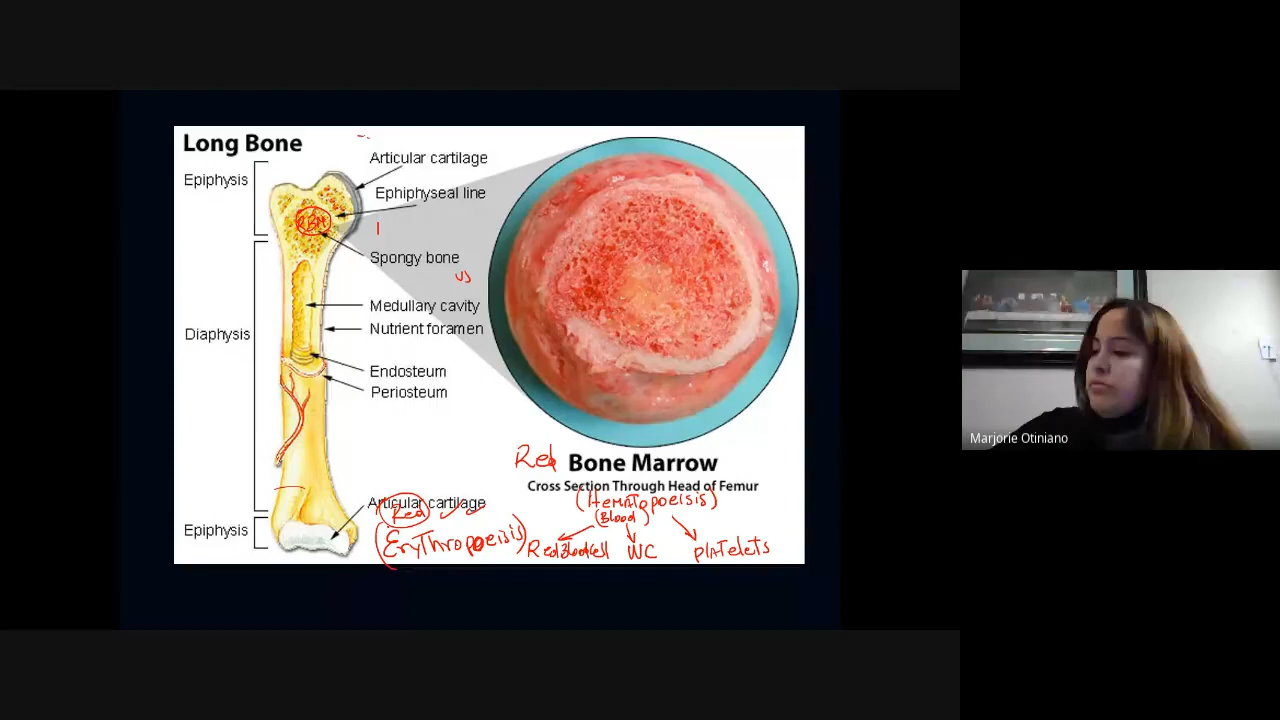 Long Bone
Epiphysis
Articular cartilage
Ephiphyseal line
RBM
Spongy bone
vs
Medullary cavity
Diaphysis
Nutrient foramen
Endosteum
Periosteum
Red Bone Marrow
Cross Section Through Head of Femur
(HemATopoeisis)
(Blood)
Articular cartilage
Red
Epiphysis
(EryThropoeisis)
Red Blood cell WC PlATelets
Marjorie Otiniano